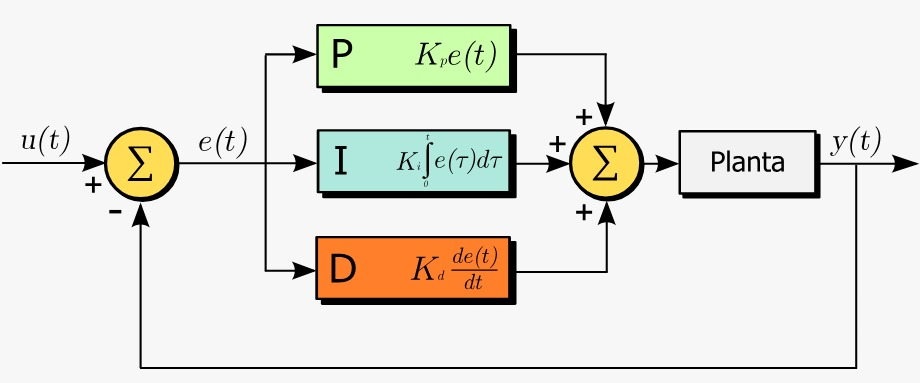 u(t)
+
-
Σ
e(t)
P K_p e(t)
I K_i ∫_0^t e(τ)dτ
D K_d de(t)/dt
+
+
+
Σ
Planta
y(t)